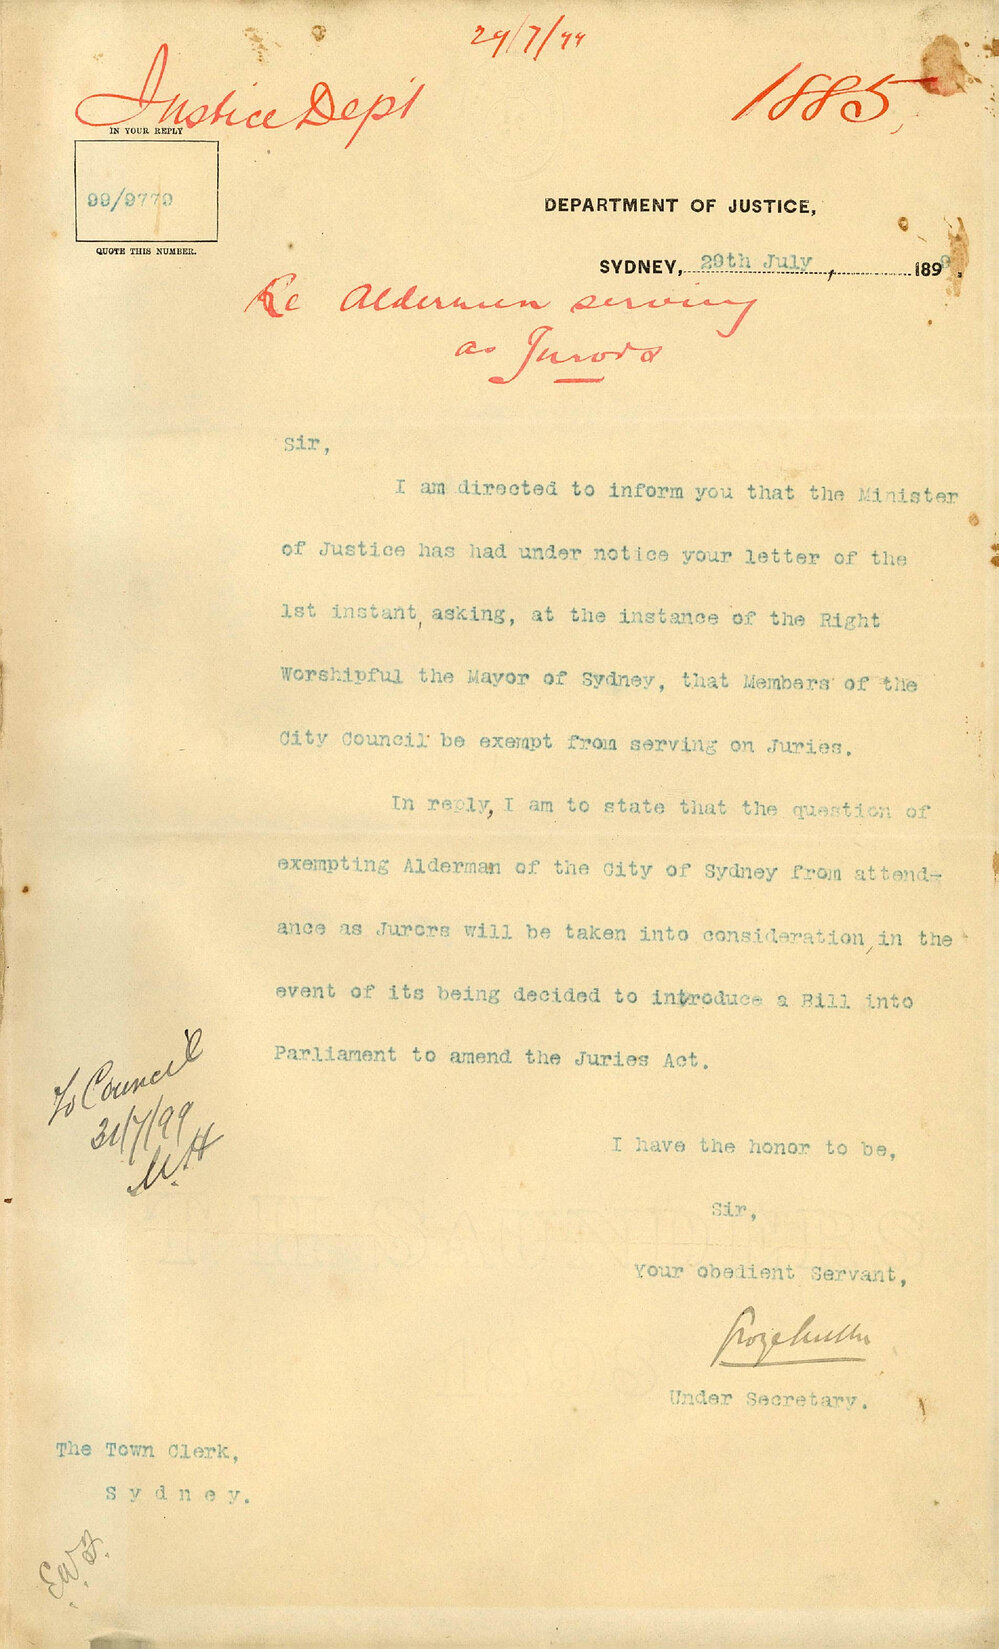 29/7/99
Justice Dept
1885
IN YOUR REPLY
99/9779
QUOTE THIS NUMBER.
DEPARTMENT OF JUSTICE,
SYDNEY, 29th July, 1899.
Re Aldermen serving
as Jurors
Sir,
I am directed to inform you that the Minister
of Justice has had under notice your letter of the
1st instant, asking, at the instance of the Right
Worshipful the Mayor of Sydney, that Members of the
City Council be exempt from serving on Juries.
In reply, I am to state that the question of
exempting Alderman of the City of Sydney from attend-
ance as Jurors will be taken into consideration, in the
event of its being decided to introduce a Bill into
Parliament to amend the Juries Act.
To Council
31/7/99
M.H
I have the honor to be,
Sir,
Your obedient Servant,
Under Secretary.
The Town Clerk,
Sydney.